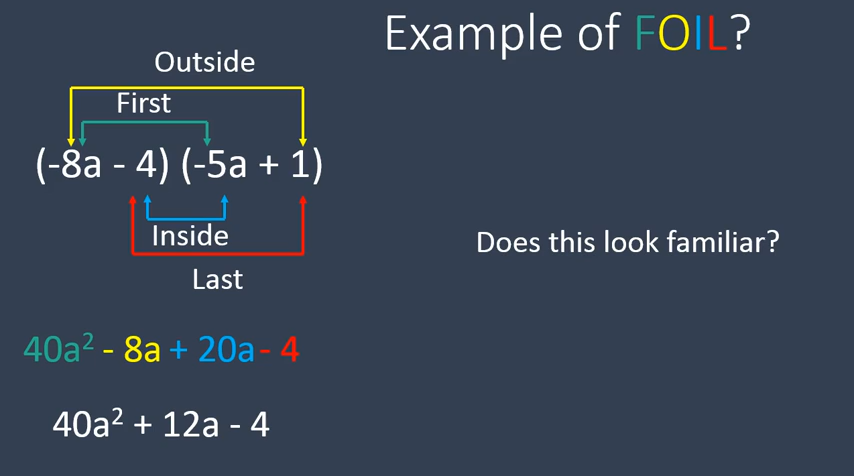 Example of FOIL?
Outside
First
(-8a - 4) (-5a + 1)
Inside
Last
Does this look familiar?
40a² - 8a + 20a - 4
40a² + 12a - 4